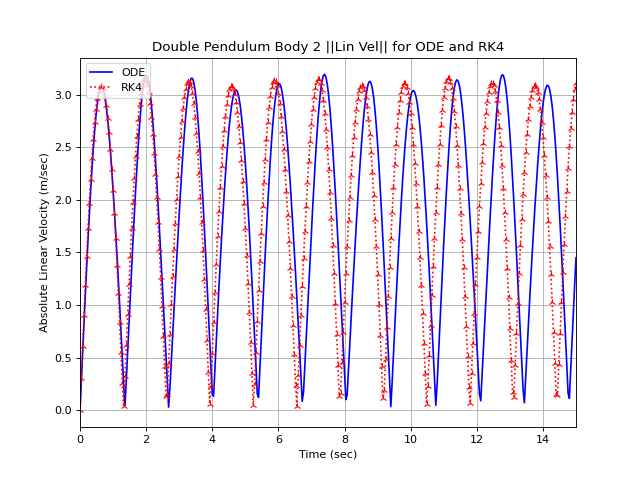 Double Pendulum Body 2 ||Lin Vel|| for ODE and RK4
ODE
RK4
Absolute Linear Velocity (m/sec)
3.0
2.5
2.0
1.5
1.0
0.5
0.0
0 2 4 6 8 10 12 14
Time (sec)